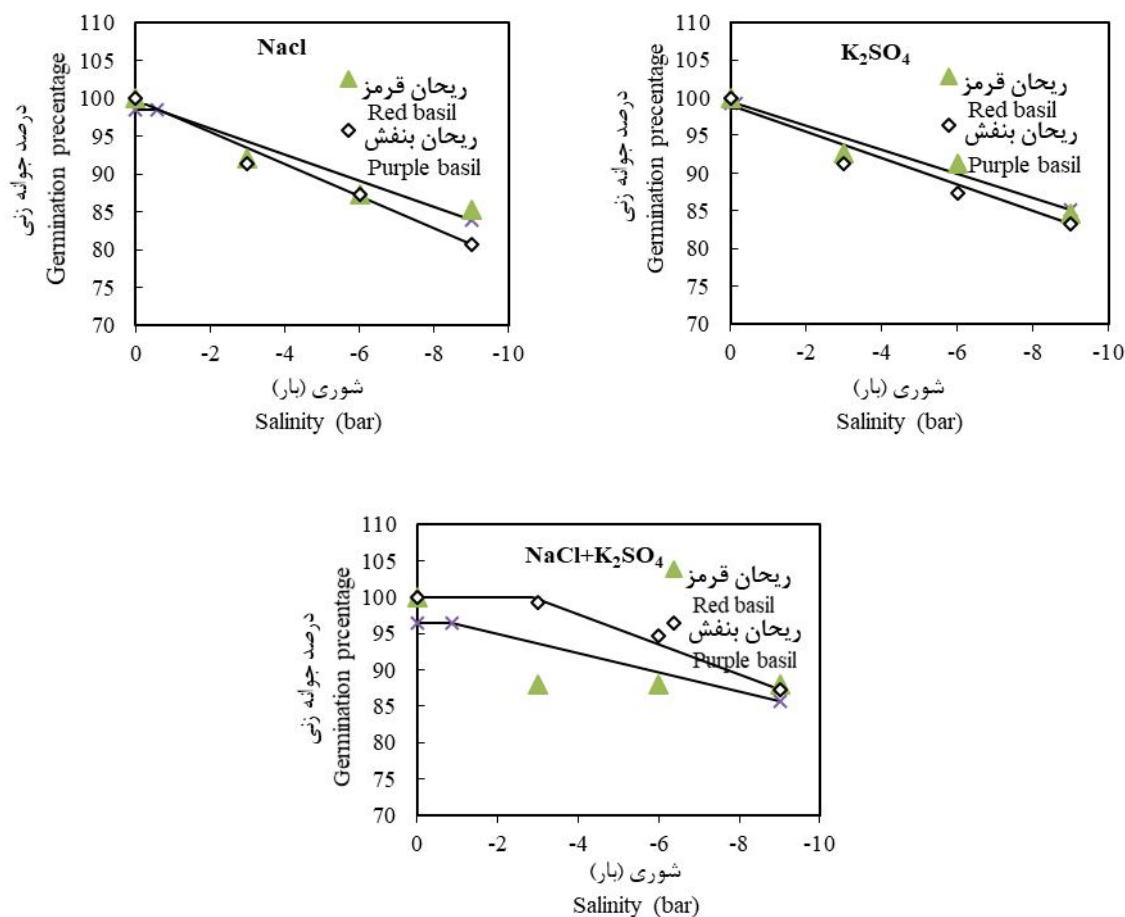 Nacl
درصد جوانه زنی
Germination precentage
110
105
100
95
90
85
80
75
70
ریحان قرمز
Red basil
ریحان بنفش
Purple basil
0 -2 -4 -6 -8 -10
شوری (بار)
Salinity (bar)
K₂SO₄
درصد جوانه زنی
Germination precentage
110
105
100
95
90
85
80
75
70
ریحان قرمز
Red basil
ریحان بنفش
Purple basil
0 -2 -4 -6 -8 -10
شوری (بار)
Salinity (bar)
NaCl+K₂SO₄
درصد جوانه زنی
Germination prcentage
110
105
100
95
90
85
80
75
70
ریحان قرمز
Red basil
ریحان بنفش
Purple basil
0 -2 -4 -6 -8 -10
شوری (بار)
Salinity (bar)